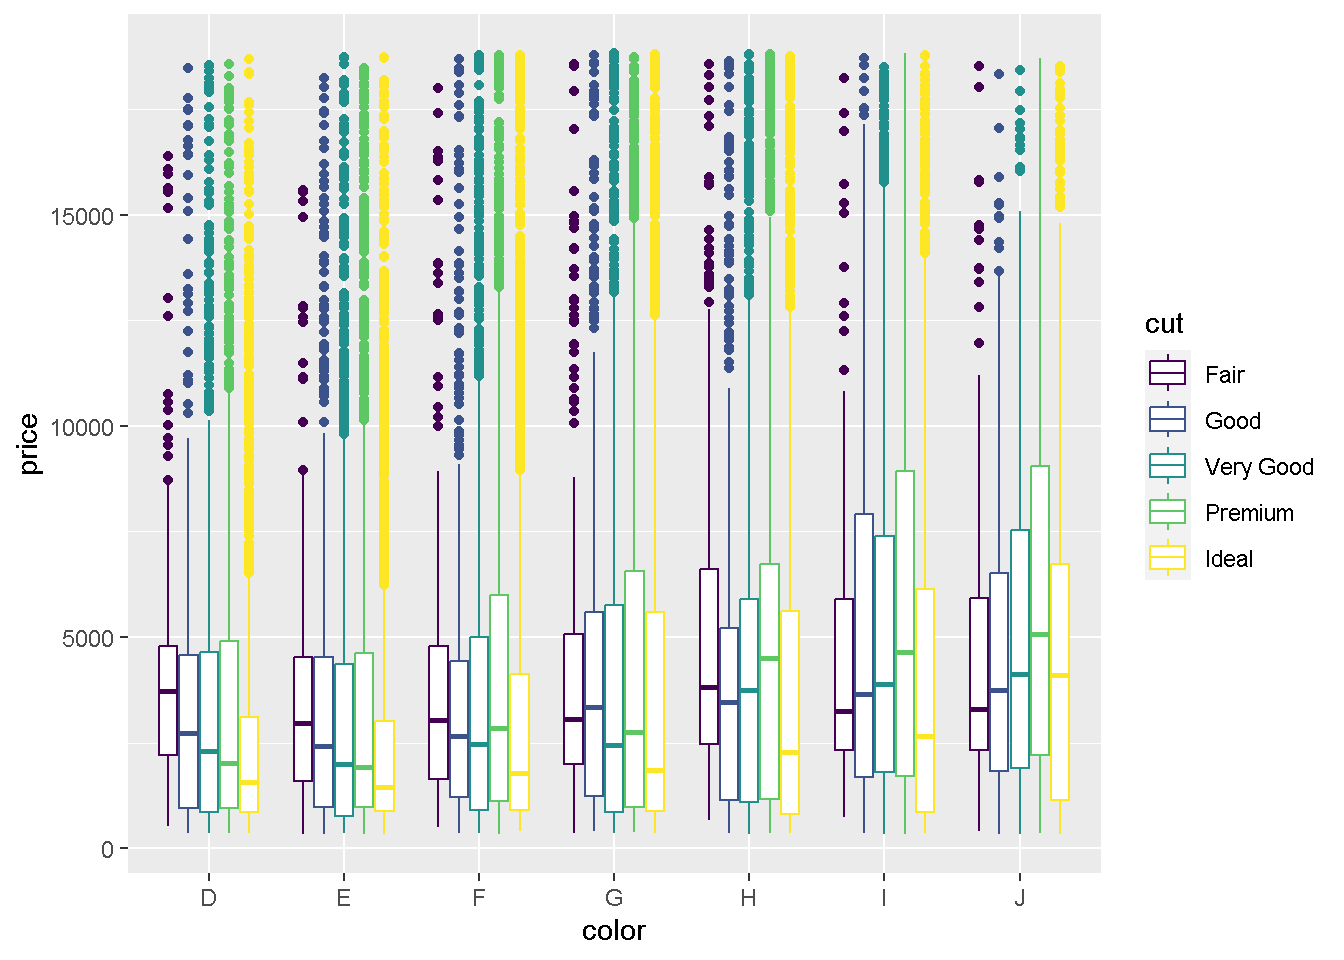 15000
10000
5000
0
price
D E F G H I J
color
cut
Fair
Good
Very Good
Premium
Ideal